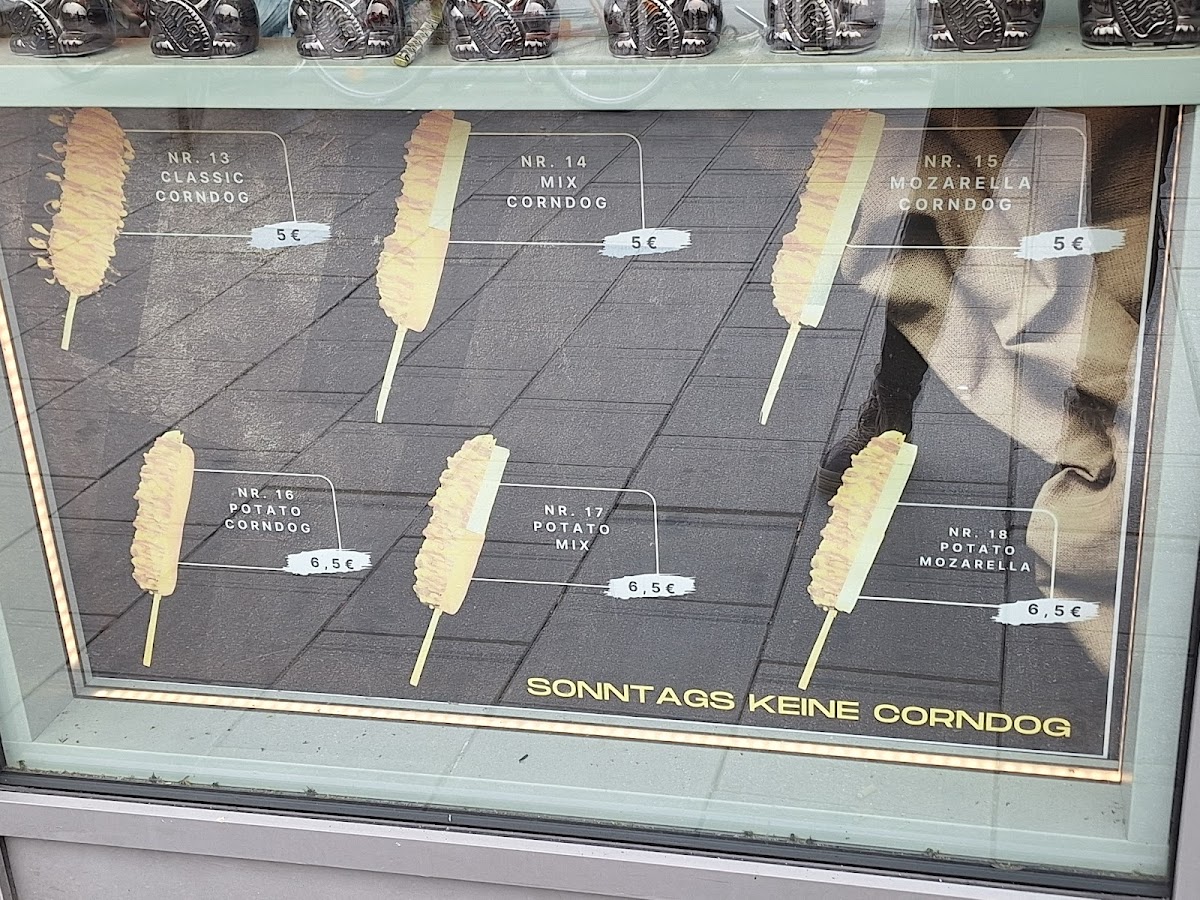 NR. 13
CLASSIC
CORNDOG
5 €
NR. 14
MIX
CORNDOG
5 €
NR. 15
MOZARELLA
CORNDOG
5 €
NR. 16
POTATO
CORNDOG
6,5 €
NR. 17
POTATO
MIX
6,5 €
NR. 18
POTATO
MOZARELLA
6,5 €
SONNTAGS KEINE CORNDOG